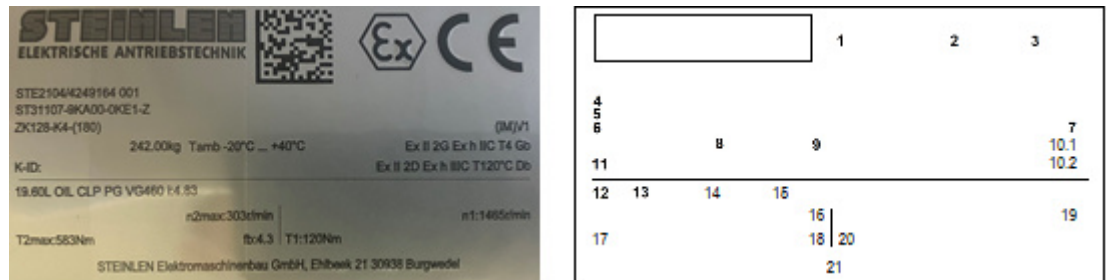 STEINLEN
ELEKTRISCHE ANTRIEBSTECHNIK
Ex CE
STE2104/4249164 001
ST31107-9KA00-0KE1-Z
ZK128-K4-(180) (IM)V1
242.00kg Tamb -20°C ... +40°C Ex II 2G Ex h IIC T4 Gb
K-ID: Ex II 2D Ex h IIIC T120°C Db
19.60L OIL CLP PG VG460 i:4.83
n2max:303r/min n1:1465r/min
T2max:583Nm fb:4.3 T1:120Nm
STEINLEN Elektromaschinenbau GmbH, Ehlbeek 21 30938 Burgwedel
1 2 3
4
5
6 7
8 9 10.1
11 10.2
12 13 14 15
16 19
17 18 20
21